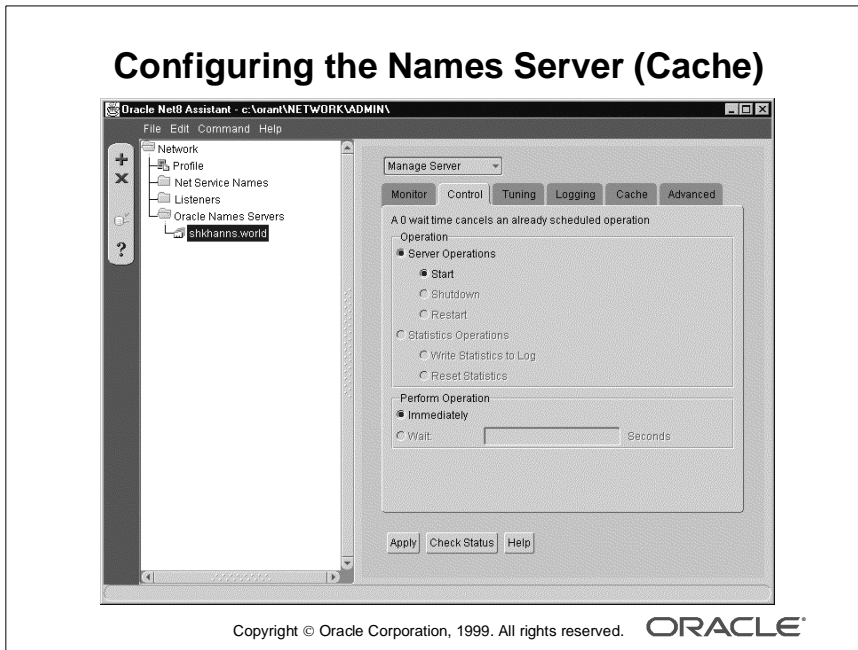 Configuring the Names Server (Cache)
Oracle Net8 Assistant - c:\orant\NETWORK\ADMIN\
File Edit Command Help
Network
Profile
Net Service Names
Listeners
Oracle Names Servers
shkhanns.world
Manage Server
Monitor Control Tuning Logging Cache Advanced
A 0 wait time cancels an already scheduled operation
Operation
Server Operations
Start
Shutdown
Restart
Statistics Operations
Write Statistics to Log
Reset Statistics
Perform Operation
Immediately
Wait: Seconds
Apply Check Status Help
Copyright © Oracle Corporation, 1999. All rights reserved. ORACLE®